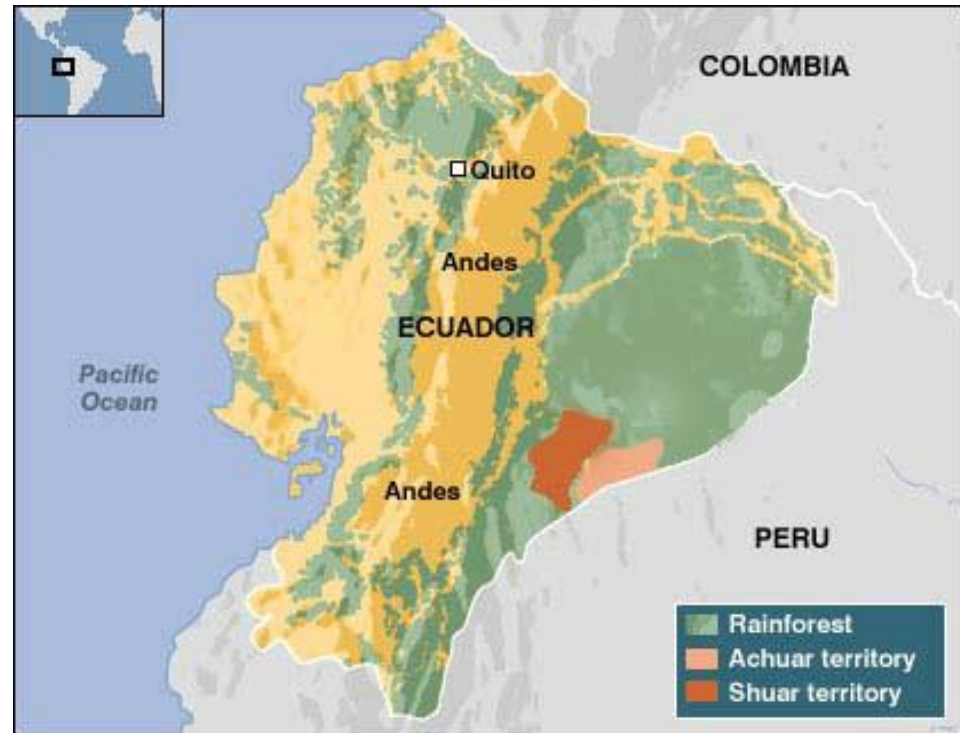 COLOMBIA
Quito
Andes
ECUADOR
Pacific
Ocean
Andes
PERU
Rainforest
Achuar territory
Shuar territory